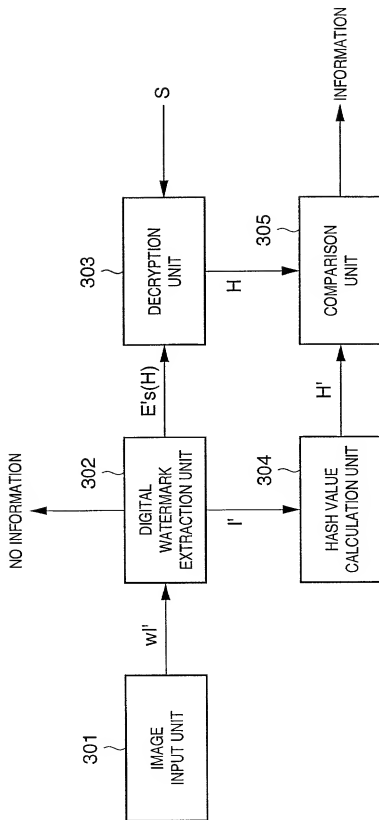 NO INFORMATION
302
303
S
DIGITAL
WATERMARK
EXTRACTION UNIT
E's(H)
DECRYPTION
UNIT
301
wI'
I'
H
IMAGE
INPUT UNIT
304
305
HASH VALUE
CALCULATION UNIT
H'
COMPARISON
UNIT
INFORMATION